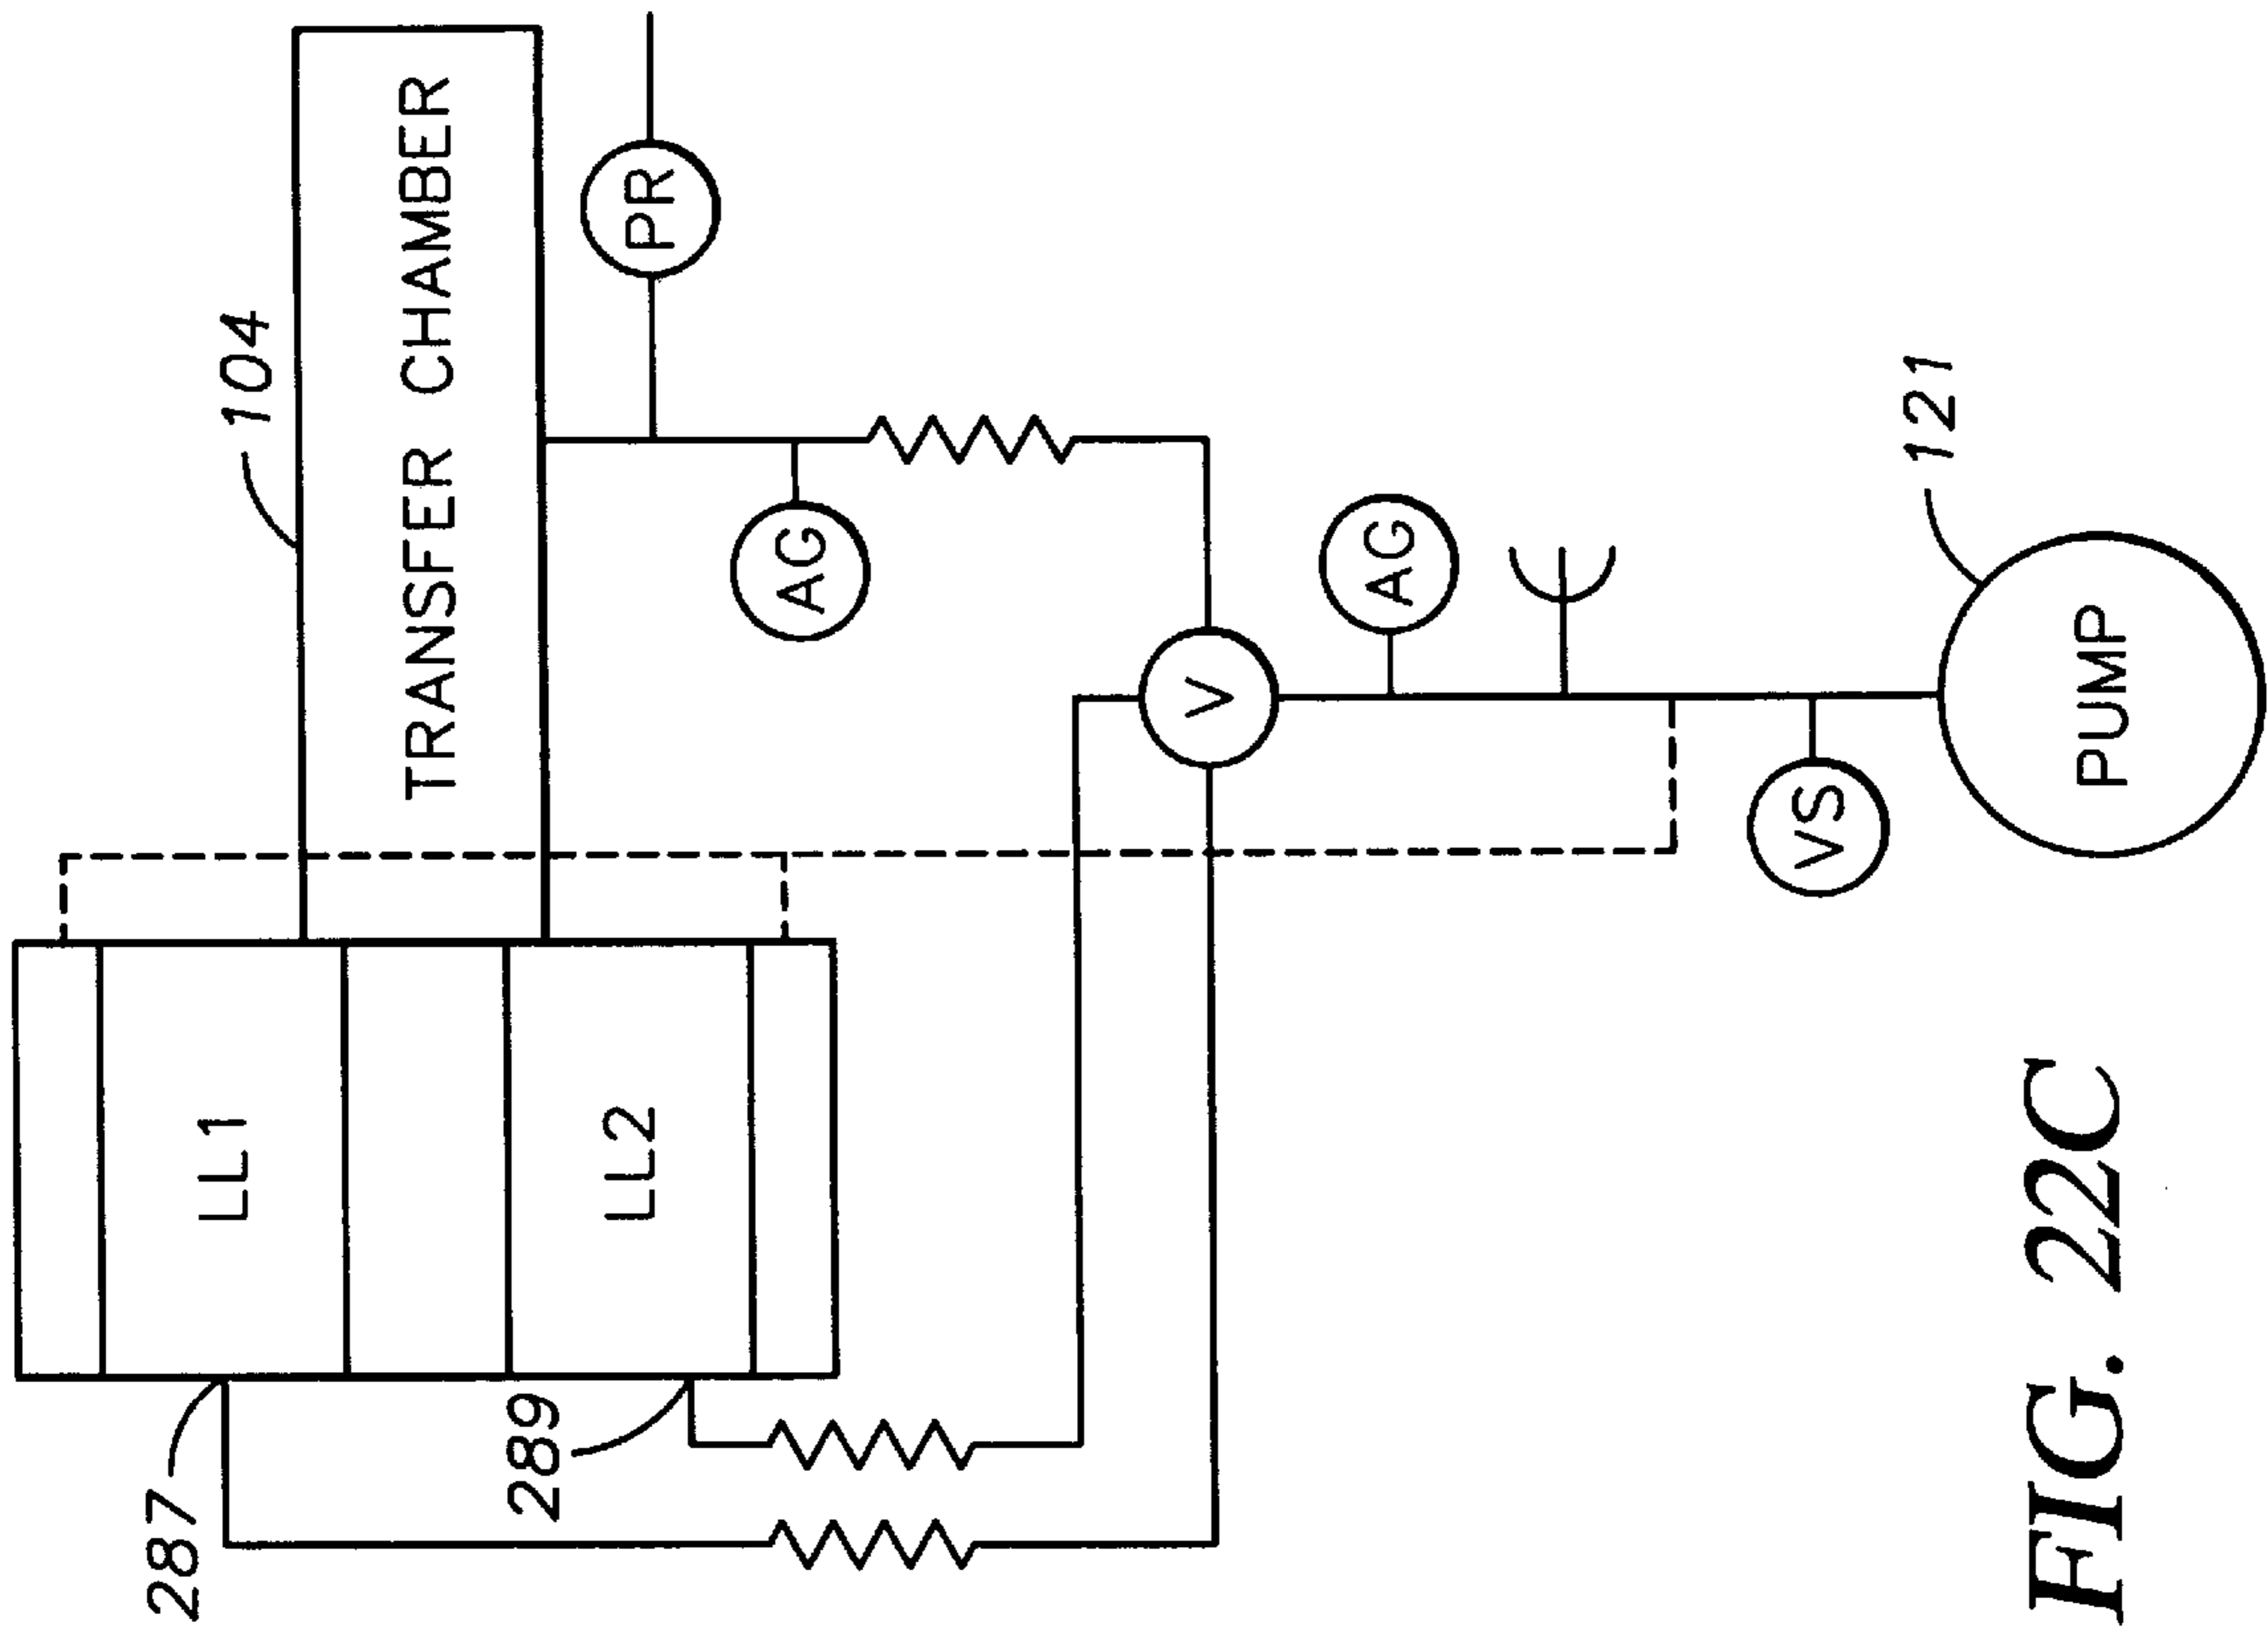 287
289
LL1
LL2
104
TRANSFER CHAMBER
PR
AG
V
AG
VS
121
PUMP
FIG. 22C